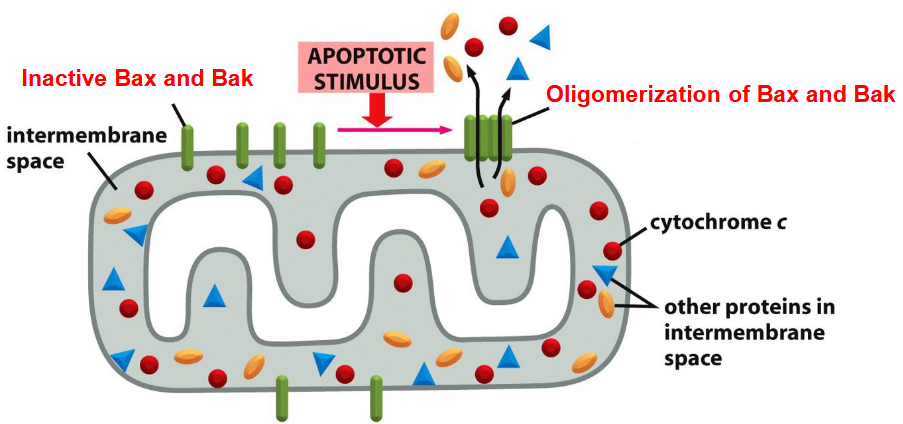 APOPTOTIC
STIMULUS
Inactive Bax and Bak
Oligomerization of Bax and Bak
intermembrane
space
cytochrome c
other proteins in
intermembrane
space